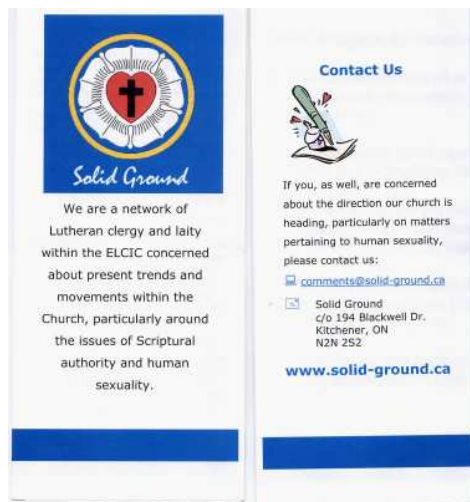 Solid Ground
We are a network of
Lutheran clergy and laity
within the ELCIC concerned
about present trends and
movements within the
Church, particularly around
the issues of Scriptural
authority and human
sexuality.
Contact Us
If you, as well, are concerned
about the direction our church is
heading, particularly on matters
pertaining to human sexuality,
please contact us:
comments@solid-ground.ca
Solid Ground
c/o 194 Blackwell Dr.
Kitchener, ON
N2N 2S2
www.solid-ground.ca